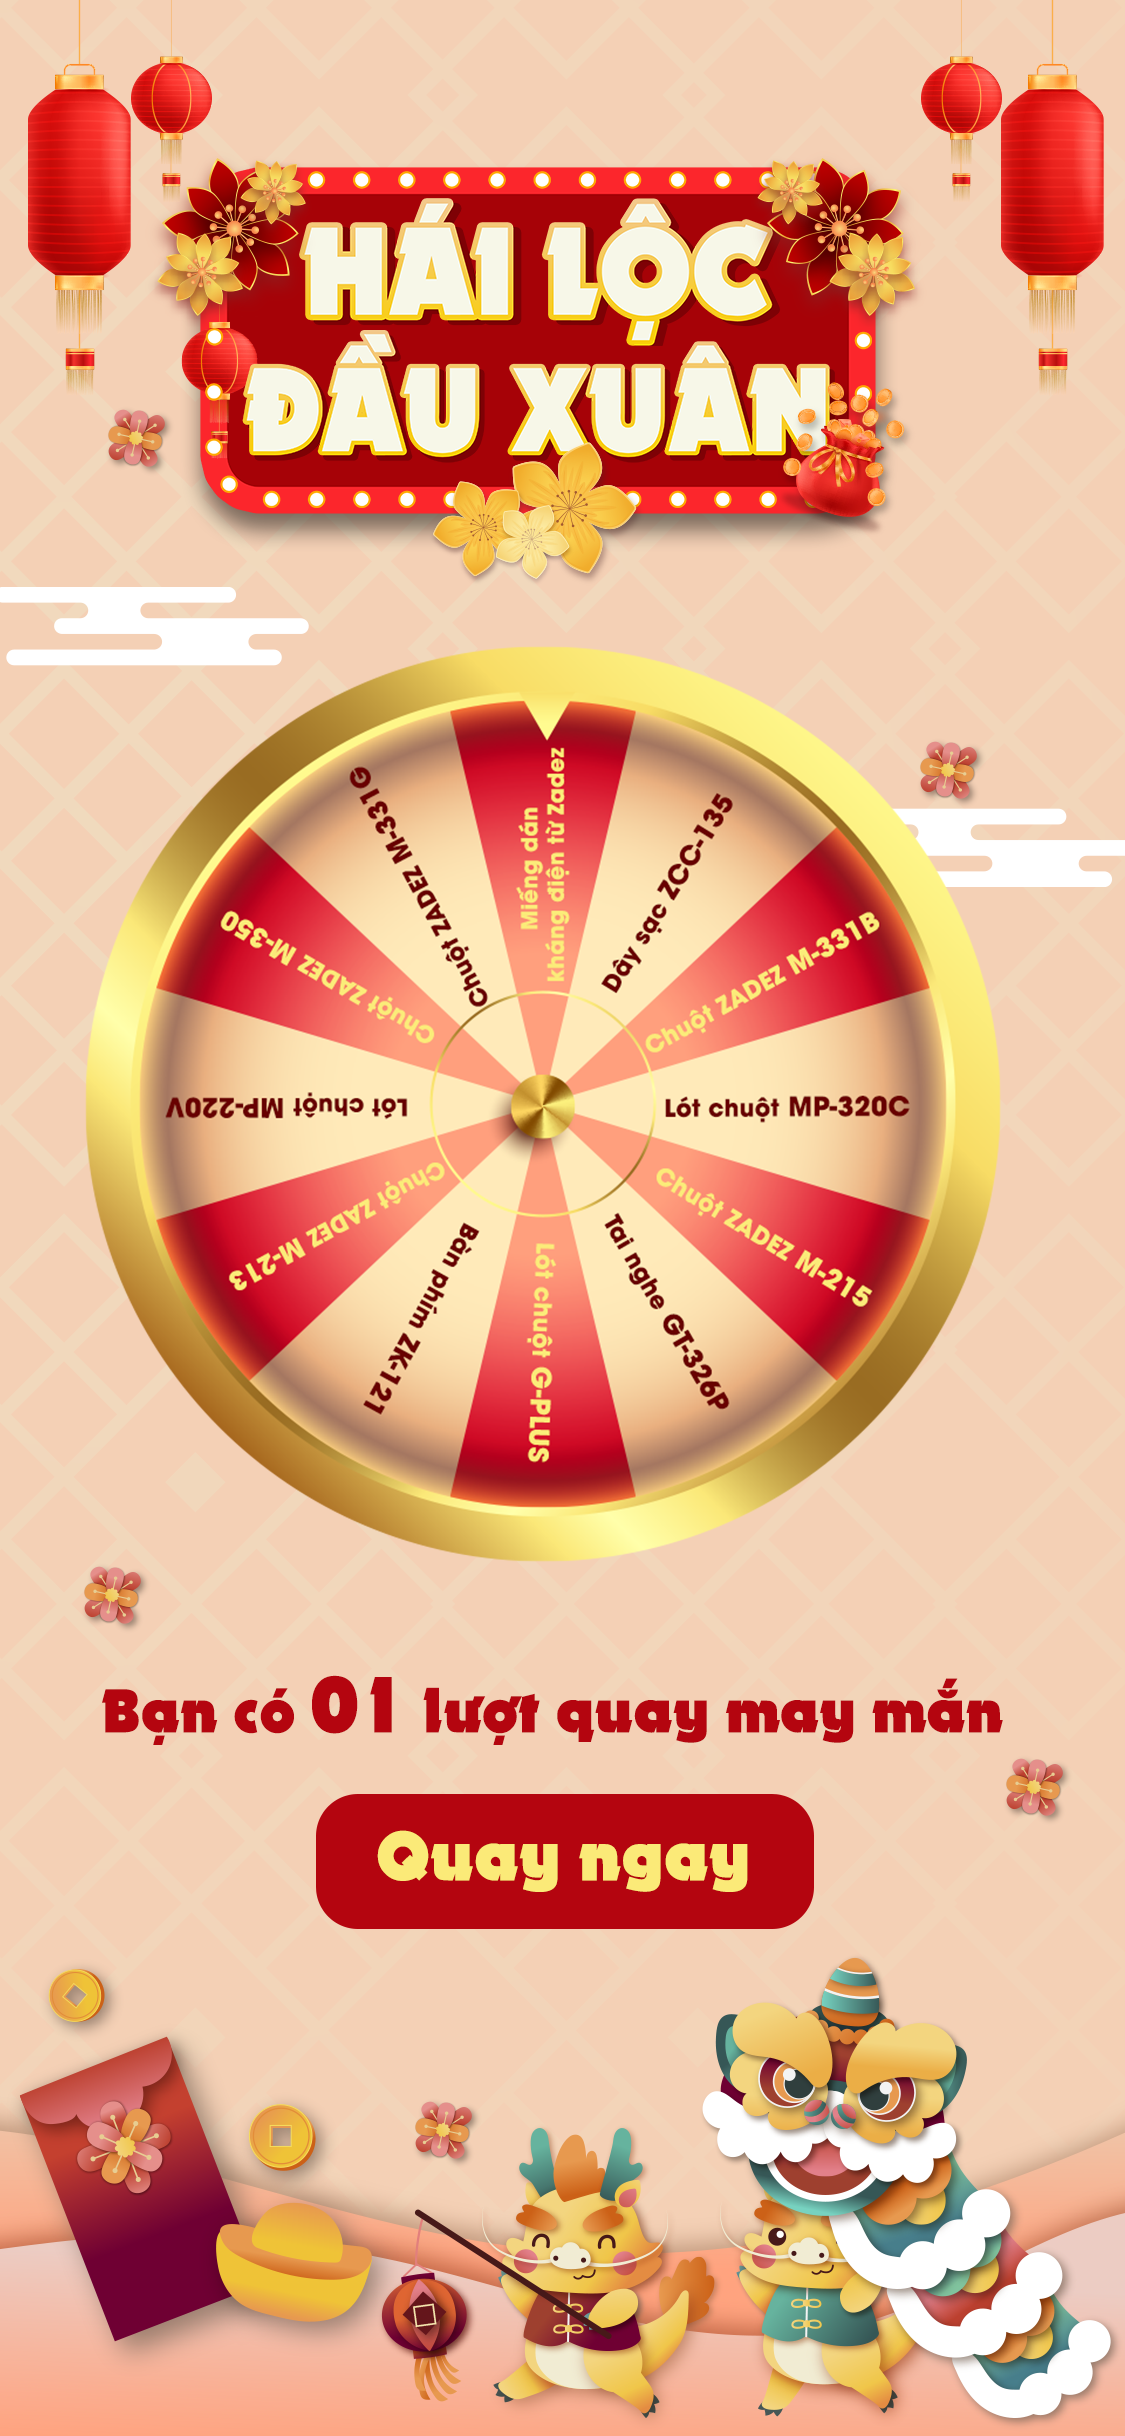 HÁI LỘC
ĐẦU XUÂN
Miếng dán
kháng điện từ Zadez
Dây sạc ZCC-135
Chuột ZADEZ M-331B
Lót chuột MP-320C
Chuột ZADEZ M-215
Tai nghe GT-326P
Lót chuột G-PLUS
Bàn phím ZK-121
Chuột ZADEZ M-213
Lót chuột MP-220V
Chuột ZADEZ M-350
Chuột ZADEZ M-331G
Bạn có 01 lượt quay may mắn
Quay ngay